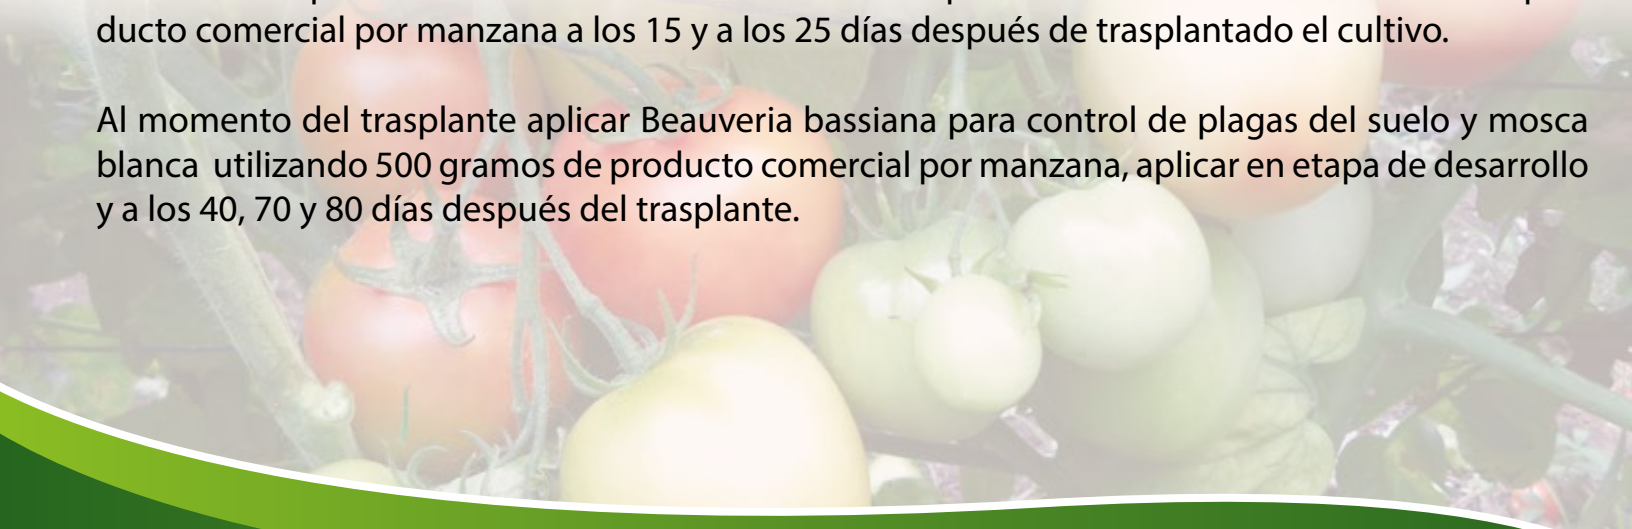 ducto comercial por manzana a los 15 y a los 25 días después de trasplantado el cultivo.
Al momento del trasplante aplicar Beauveria bassiana para control de plagas del suelo y mosca
blanca utilizando 500 gramos de producto comercial por manzana, aplicar en etapa de desarrollo
y a los 40, 70 y 80 días después del trasplante.